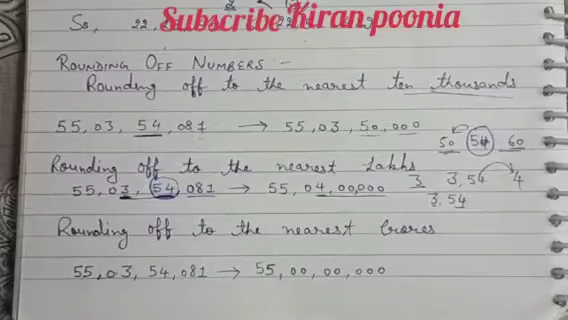 So, 22,
Subscribe Kiran poonia
ROUNDING OFF NUMBERS :-
Rounding off to the nearest ten thousands
55,03, 54,081 → 55,03,50,000
50 54 60
Rounding off to the nearest Lakhs
55,03,54,081 → 55,04,00,000
3 3,54 4
3.54
Rounding off to the nearest Crores
55,03,54,081 → 55,00,00,000